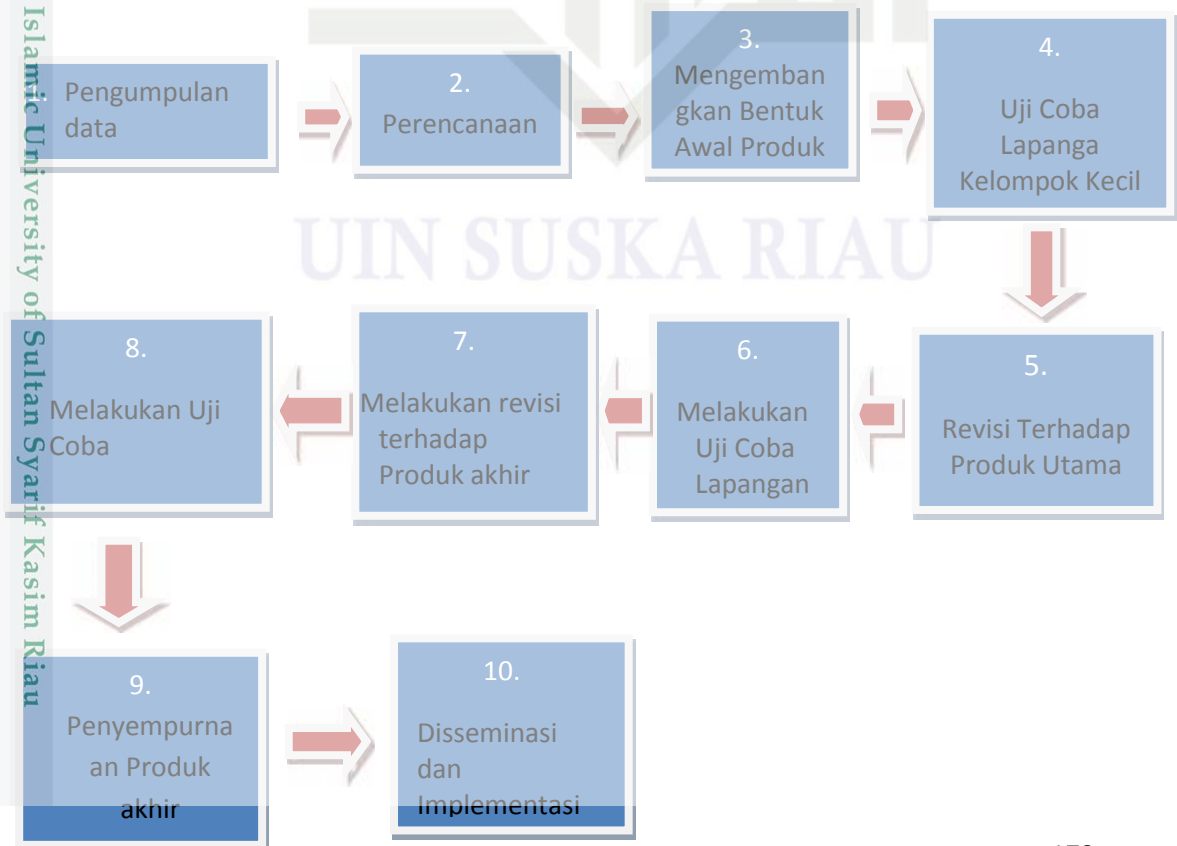 Islamic University of Sultan Syarif Kasim Riau
1. Pengumpulan
data
2.
Perencanaan
3.
Mengemban
gkan Bentuk
Awal Produk
4.
Uji Coba
Lapanga
Kelompok Kecil
UIN SUSKA RIAU
5.
Revisi Terhadap
Produk Utama
6.
Melakukan
Uji Coba
Lapangan
7.
Melakukan revisi
terhadap
Produk akhir
8.
Melakukan Uji
Coba
9.
Penyempurna
an Produk
akhir
10.
Disseminasi
dan
Implementasi